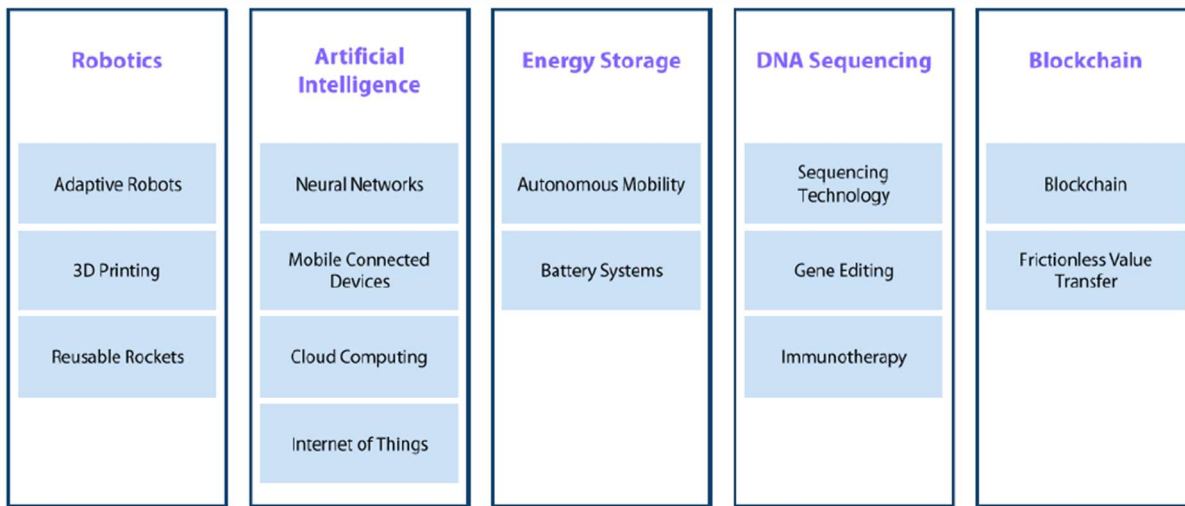 Robotics
Adaptive Robots
3D Printing
Reusable Rockets
Artificial
Intelligence
Neural Networks
Mobile Connected
Devices
Cloud Computing
Internet of Things
Energy Storage
Autonomous Mobility
Battery Systems
DNA Sequencing
Sequencing
Technology
Gene Editing
Immunotherapy
Blockchain
Blockchain
Frictionless Value
Transfer